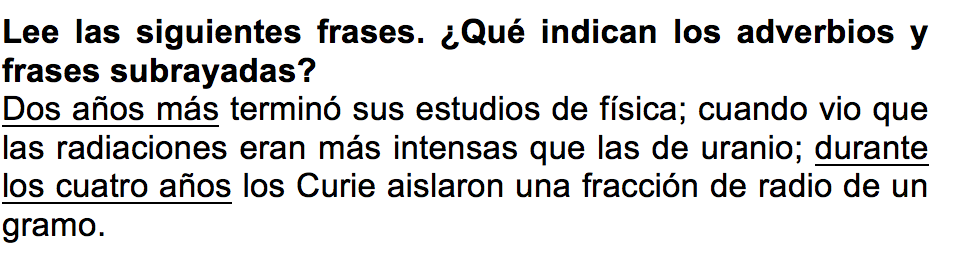 Lee las siguientes frases. ¿Qué indican los adverbios y
frases subrayadas?
Dos años más terminó sus estudios de física; cuando vio que
las radiaciones eran más intensas que las de uranio; durante
los cuatro años los Curie aislaron una fracción de radio de un
gramo.